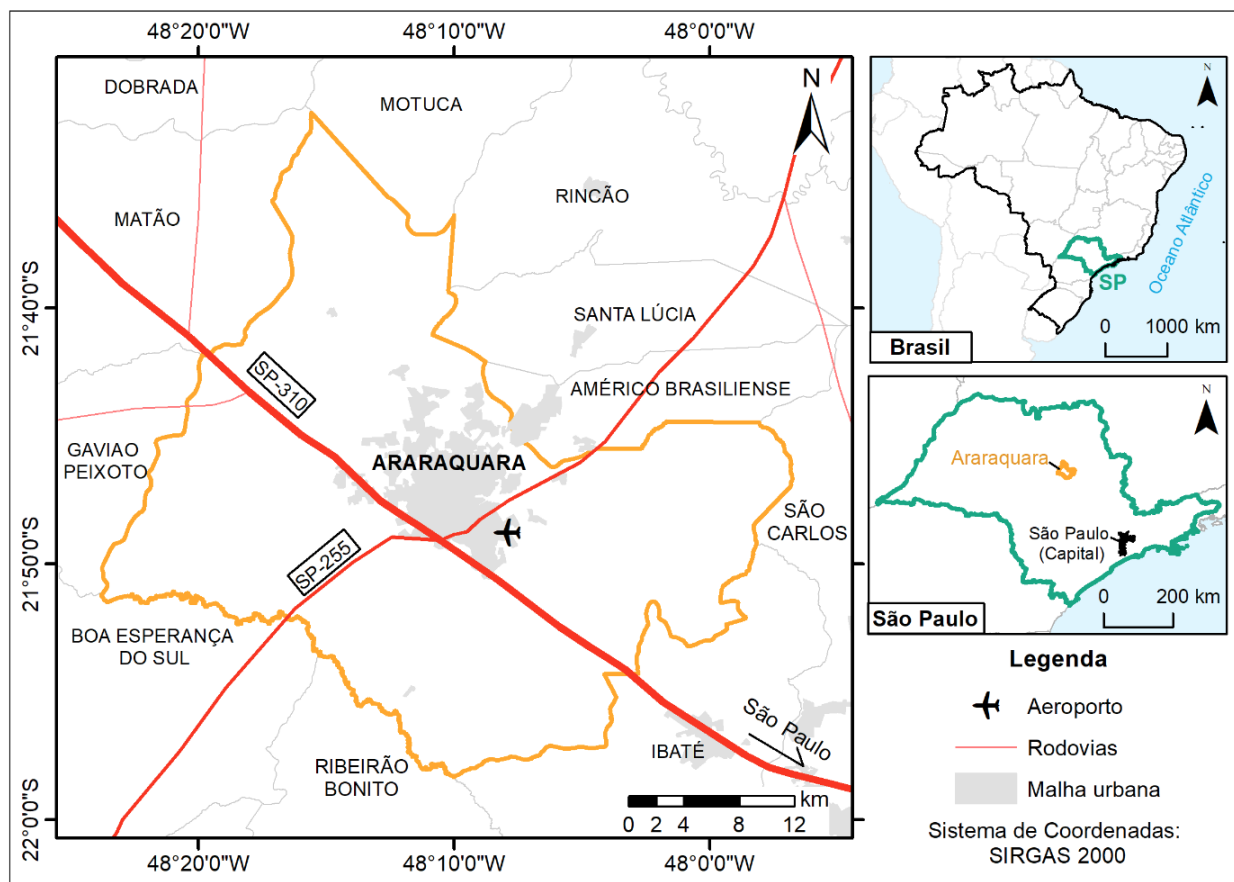 48°20'0"W
48°10'0"W
48°0'0"W
DOBRADA
MOTUCA
N
MATÃO
RINCÃO
21°40'0"S
SANTA LÚCIA
SP-310
AMÉRICO BRASILIENSE
GAVIAO
PEIXOTO
ARARAQUARA
SÃO
CARLOS
21°50'0"S
SP-255
BOA ESPERANÇA
DO SUL
São Paulo
IBATÉ
RIBEIRÃO
BONITO
km
0 2 4 8 12
22°0'0"S
48°20'0"W
48°10'0"W
48°0'0"W
N
Oceano Atlântico
SP
0 1000 km
Brasil
N
Araraquara
São Paulo
(Capital)
0 200 km
São Paulo
Legenda
Aeroporto
Rodovias
Malha urbana
Sistema de Coordenadas:
SIRGAS 2000